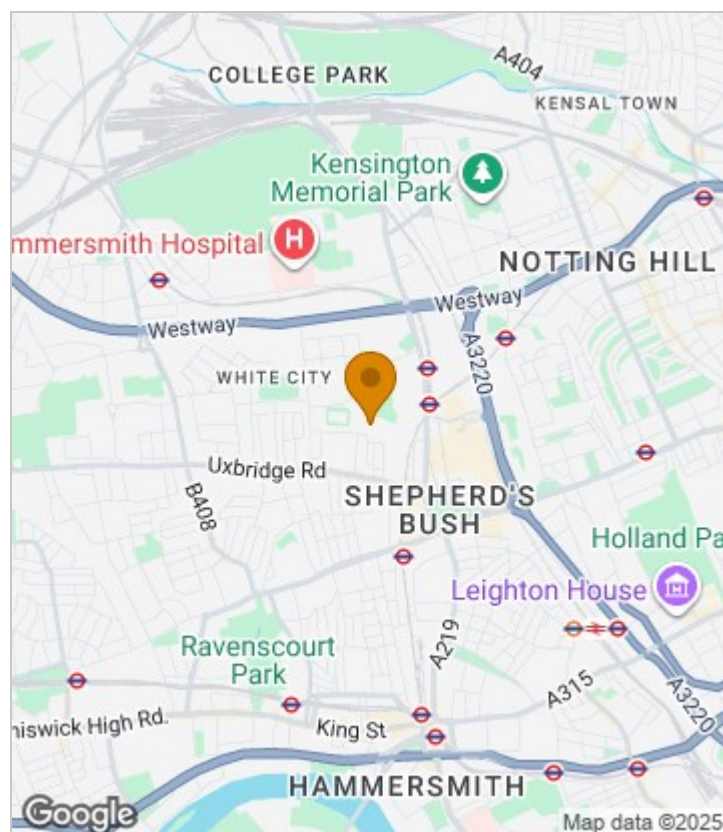 A404
COLLEGE PARK
KENSAL TOWN
Kensington
Memorial Park
mmersmith Hospital
H
NOTTING HILL
Westway
Westway
A3220
WHITE CITY
Uxbridge Rd
B408
SHEPHERD'S
BUSH
Holland Pa
Leighton House
A219
Ravenscourt
Park
A315
A3220
hiswick High Rd.
King St
HAMMERSMITH
Google
Map data ©2025